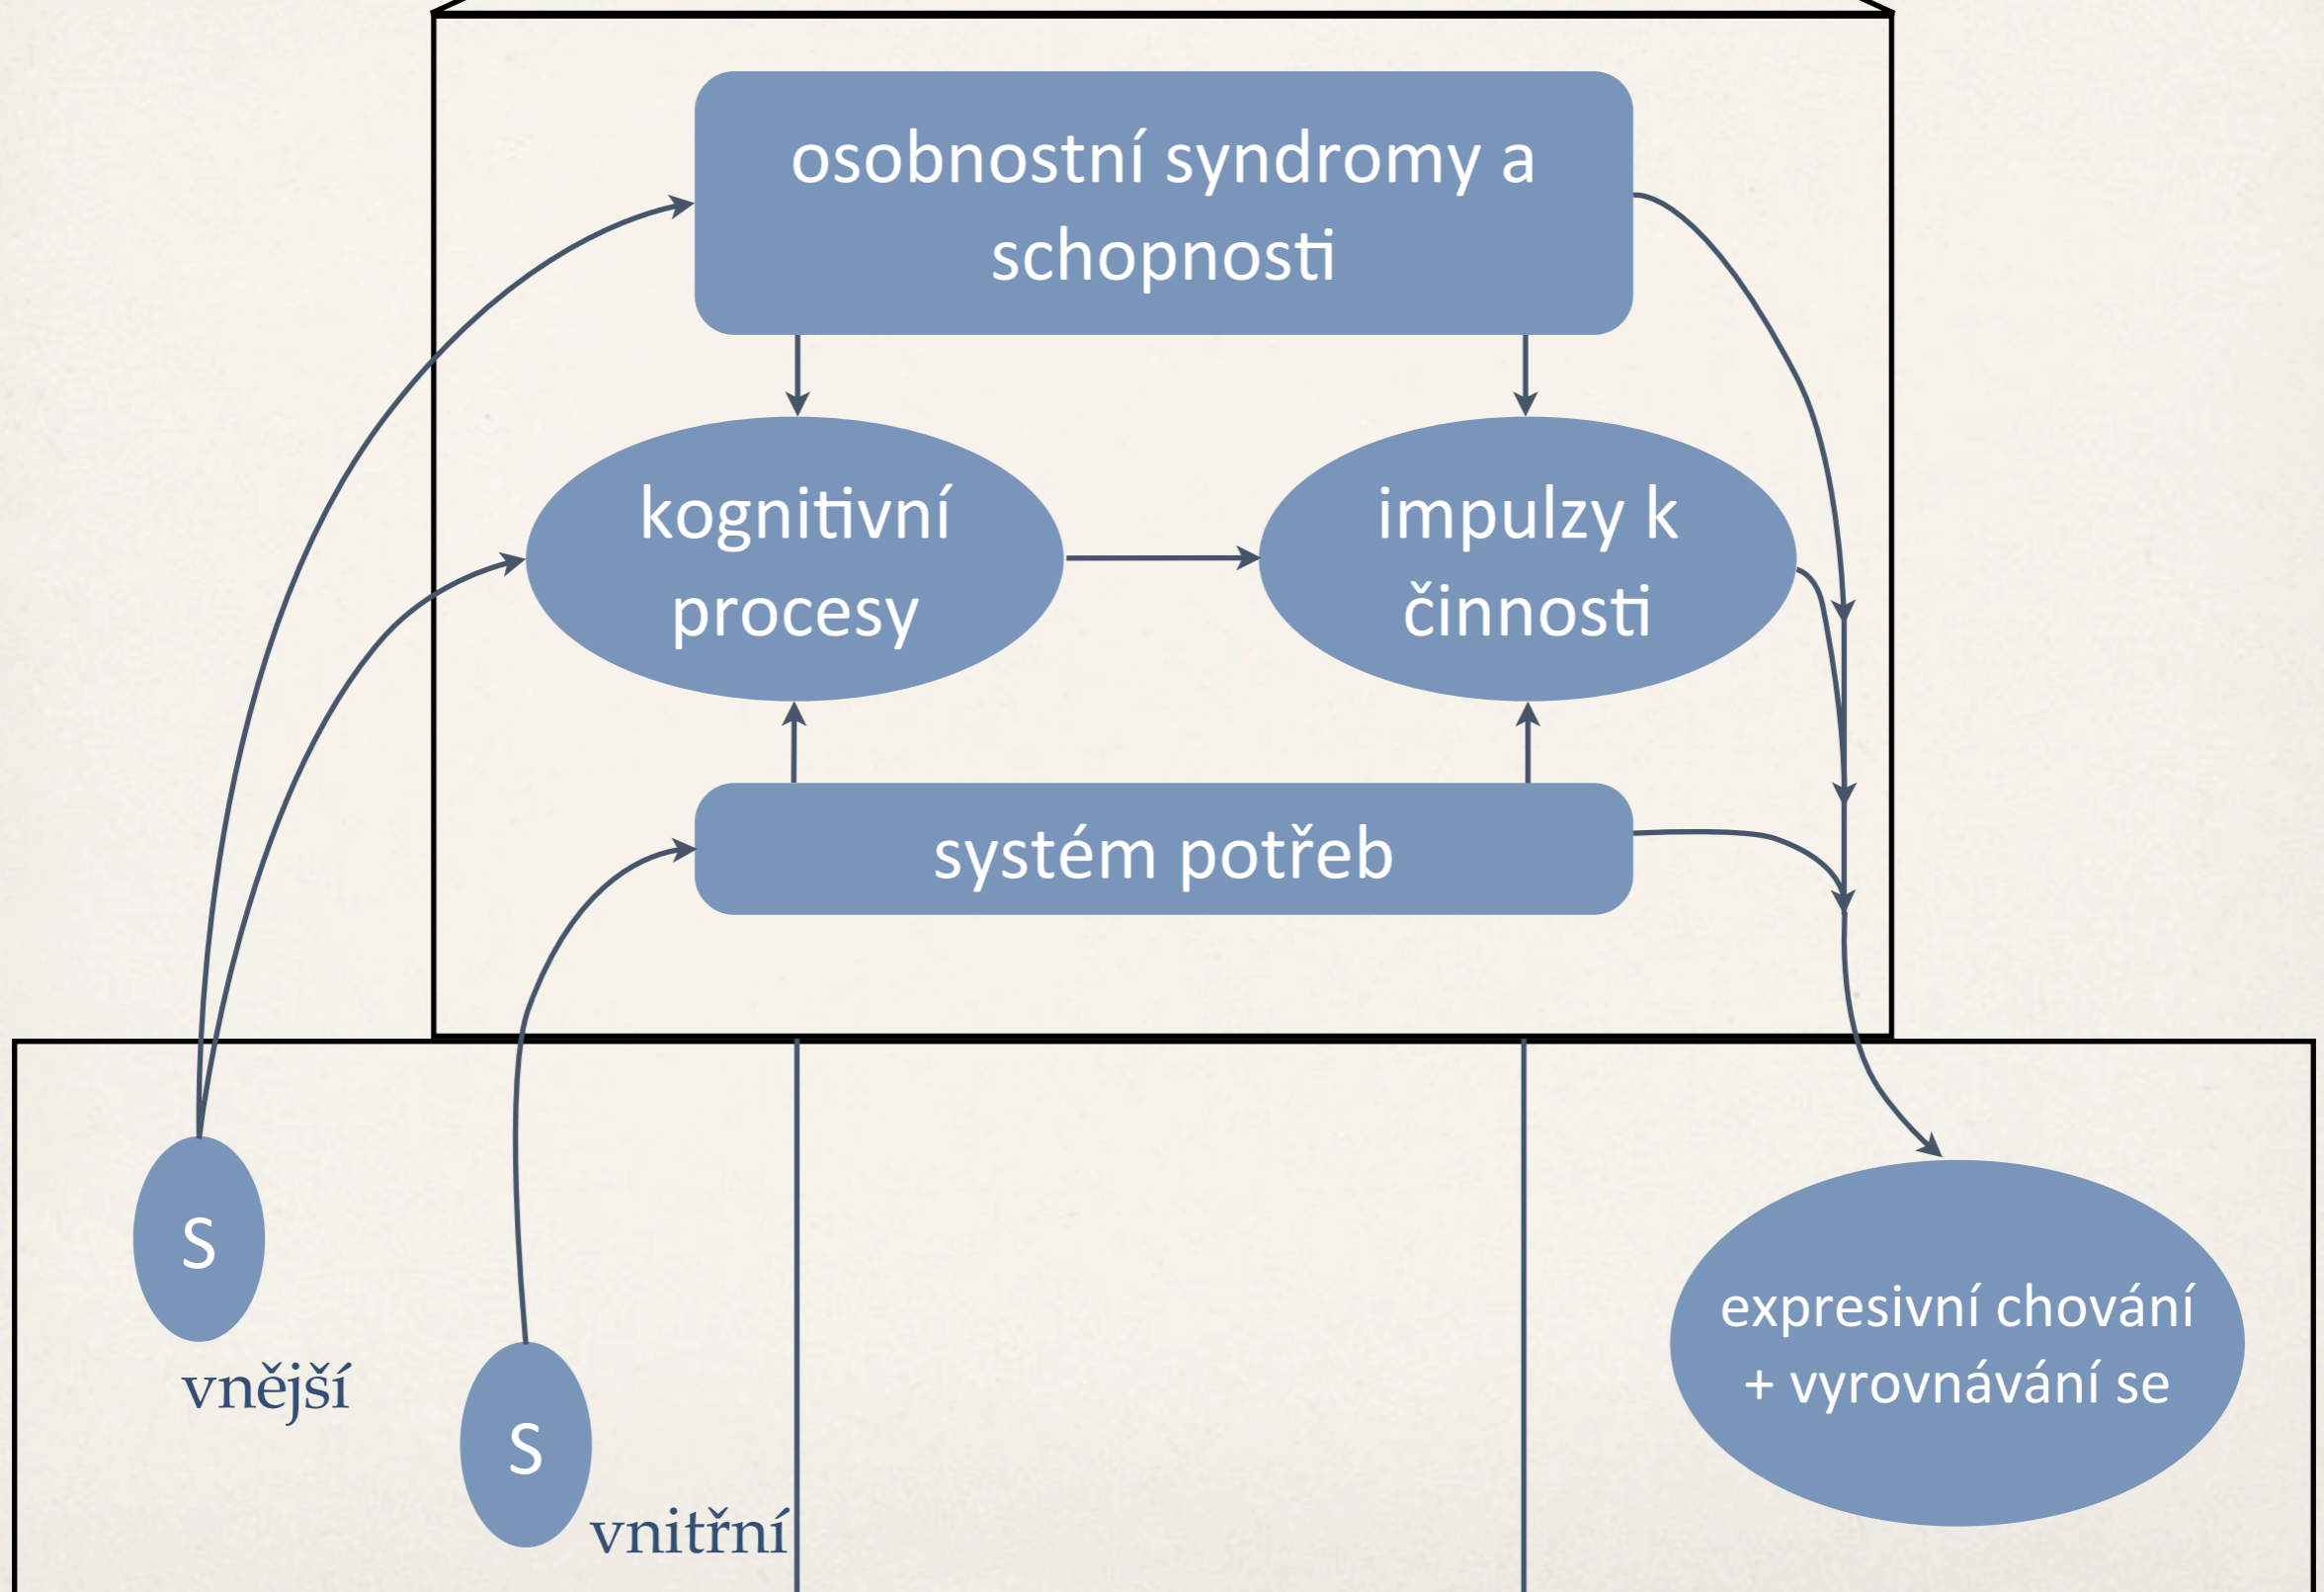 osobnostní syndromy a
schopnosti
kognitivní
procesy
impulzy k
činnosti
systém potřeb
S
vnější
S
vnitřní
expresivní chování
+ vyrovnávání se